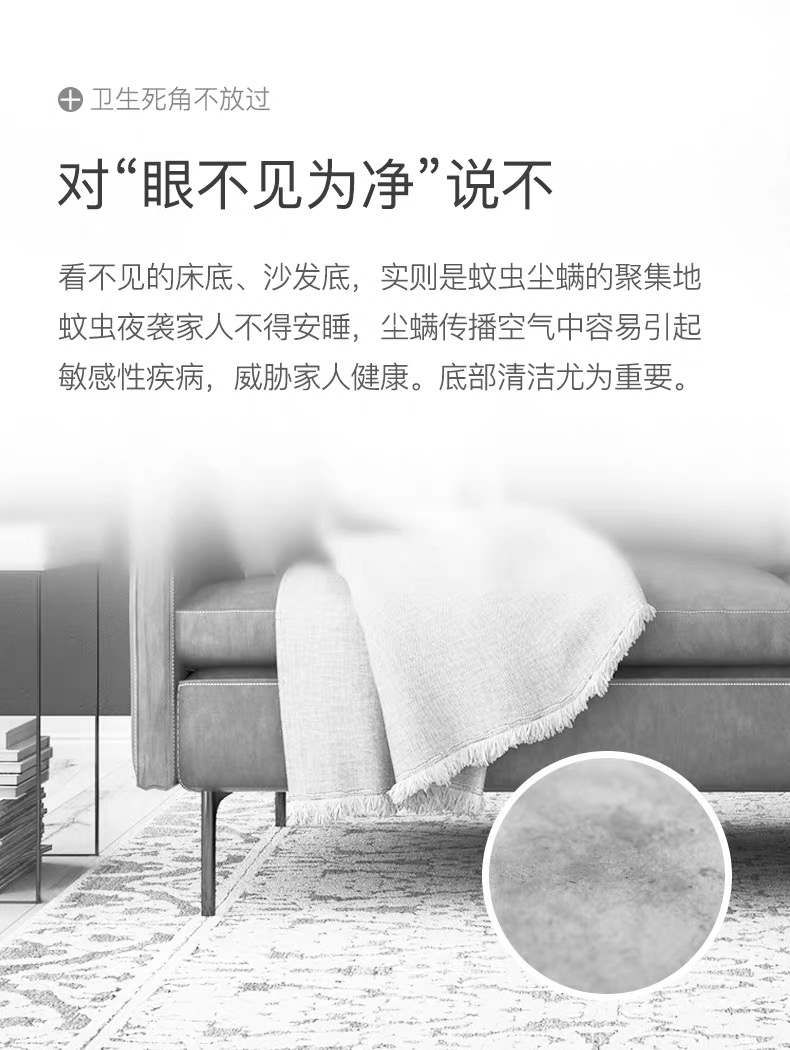 卫生死角不放过
对“眼不见为净”说不
看不见的床底、沙发底，实则是蚊虫尘螨的聚集地
蚊虫夜袭家人不得安睡，尘螨传播空气中容易引起
敏感性疾病，威胁家人健康。底部清洁尤为重要。